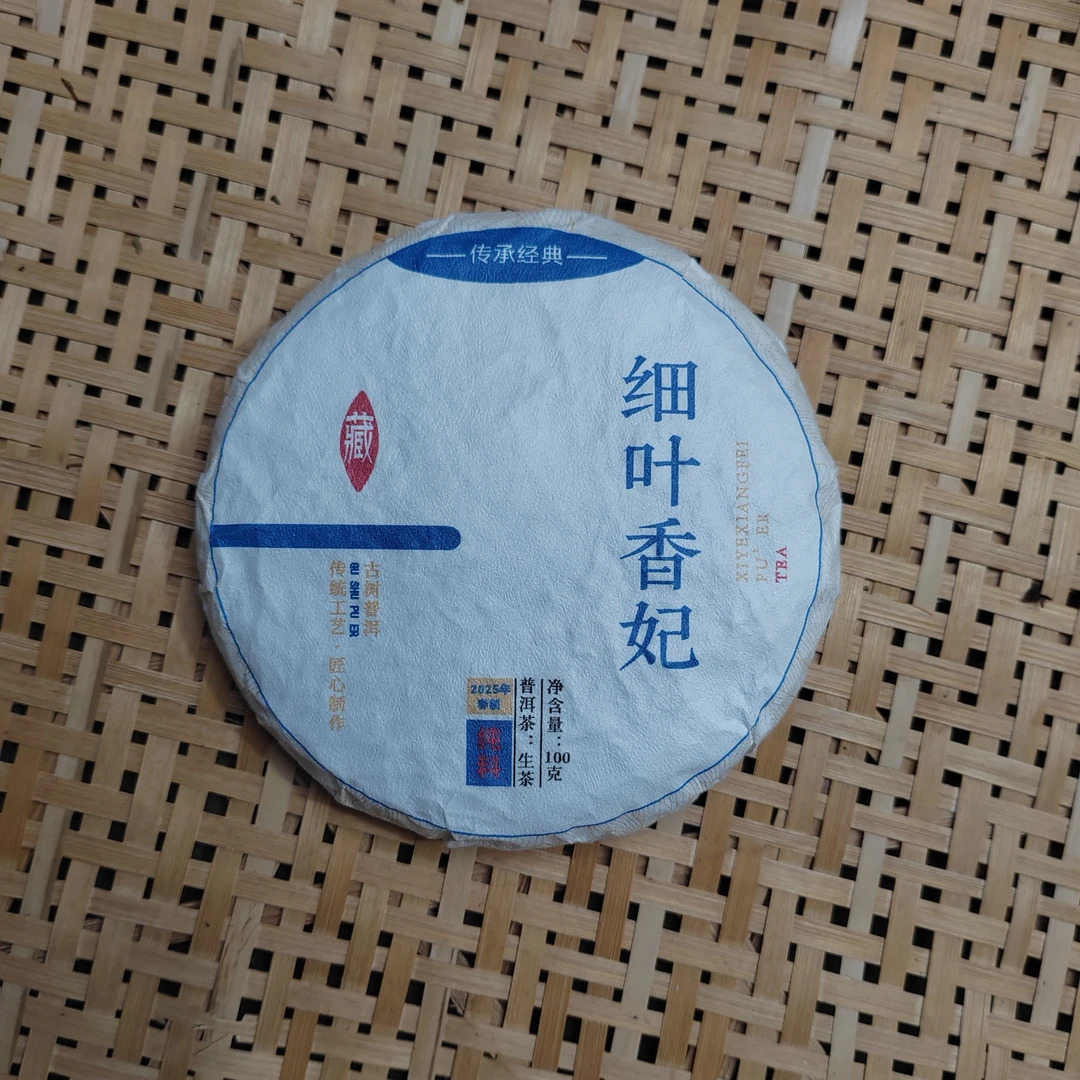 传承经典
细叶香妃
XIYEXIANGFEI
PU'ER
TEA
藏
古树普洱
GU SHU PU ER
传统工艺·匠心制作
净含量：100克
普洱茶：生茶
2025年
春韵
纯料